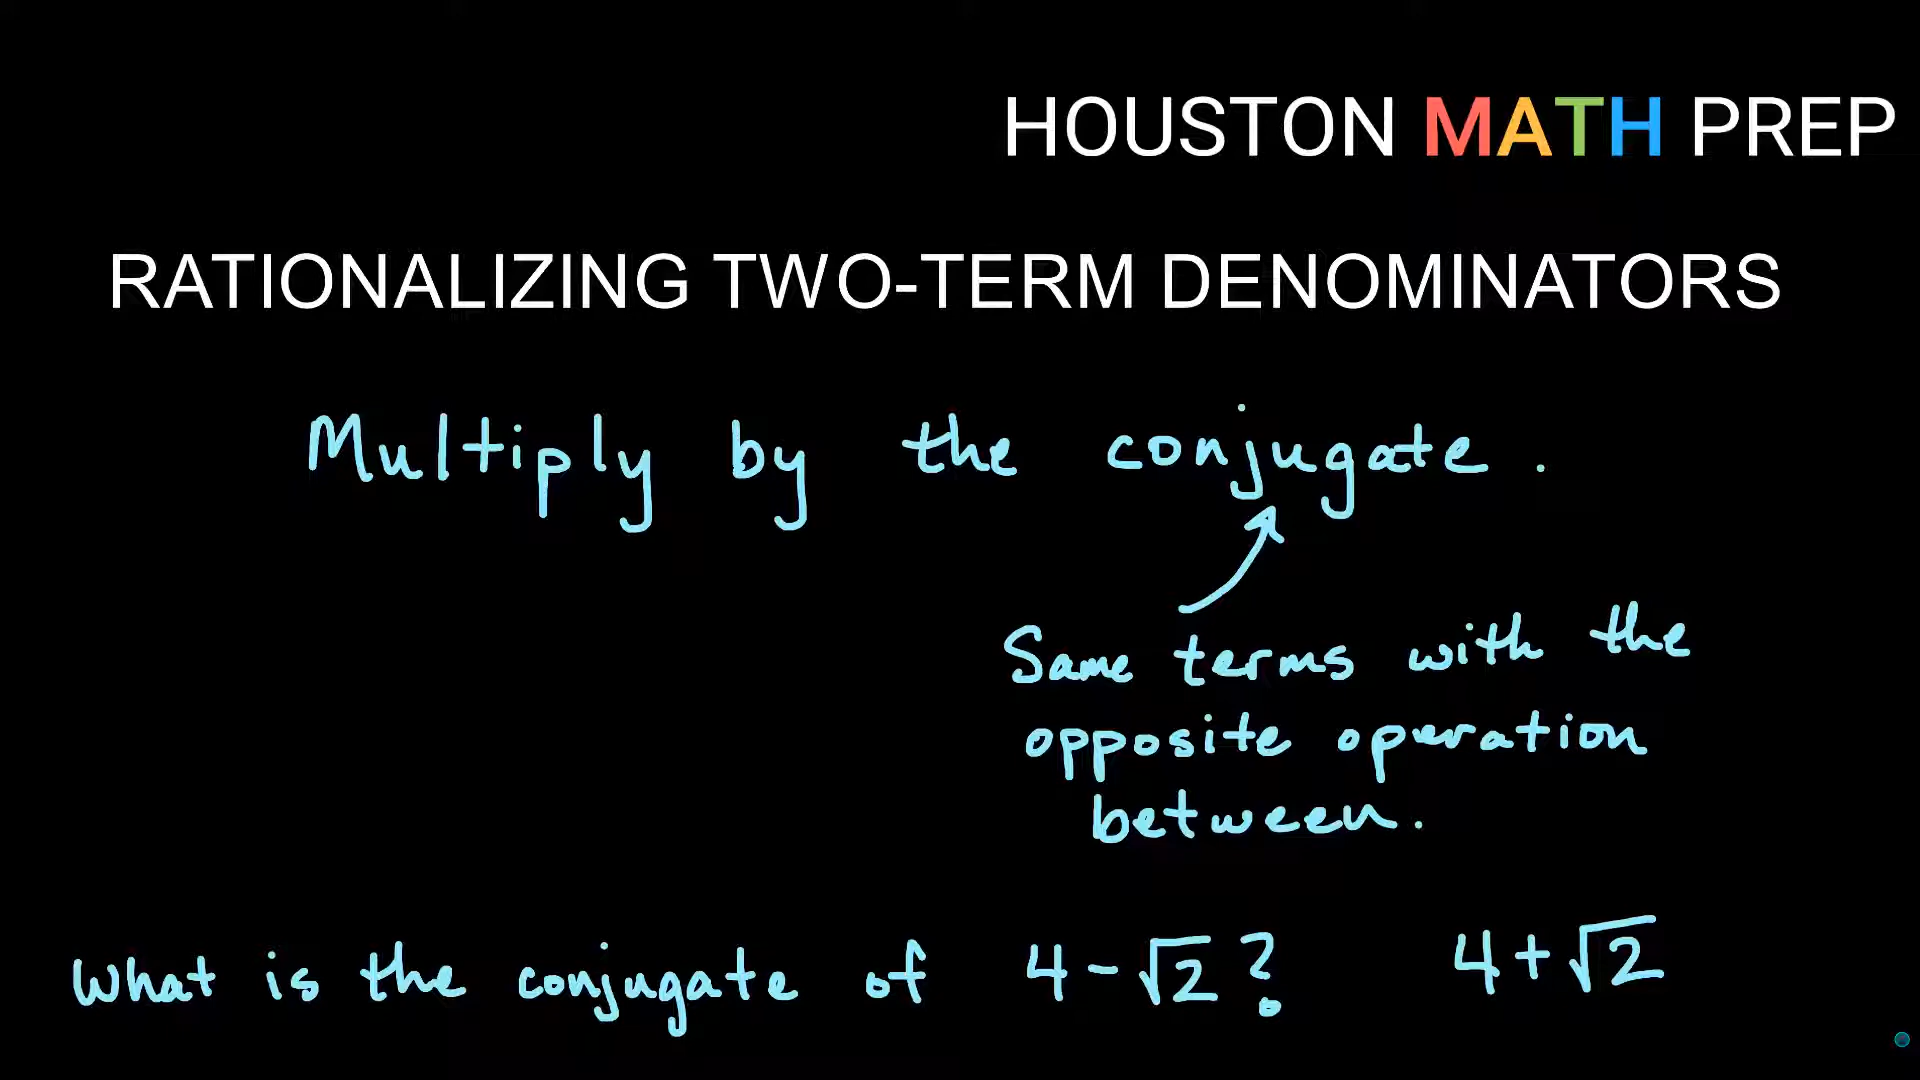 HOUSTON MATH PREP
RATIONALIZING TWO-TERM DENOMINATORS
Multiply by the conjugate.
Same terms with the
opposite operation
between.
What is the conjugate of 4 - √2 ? 4 + √2